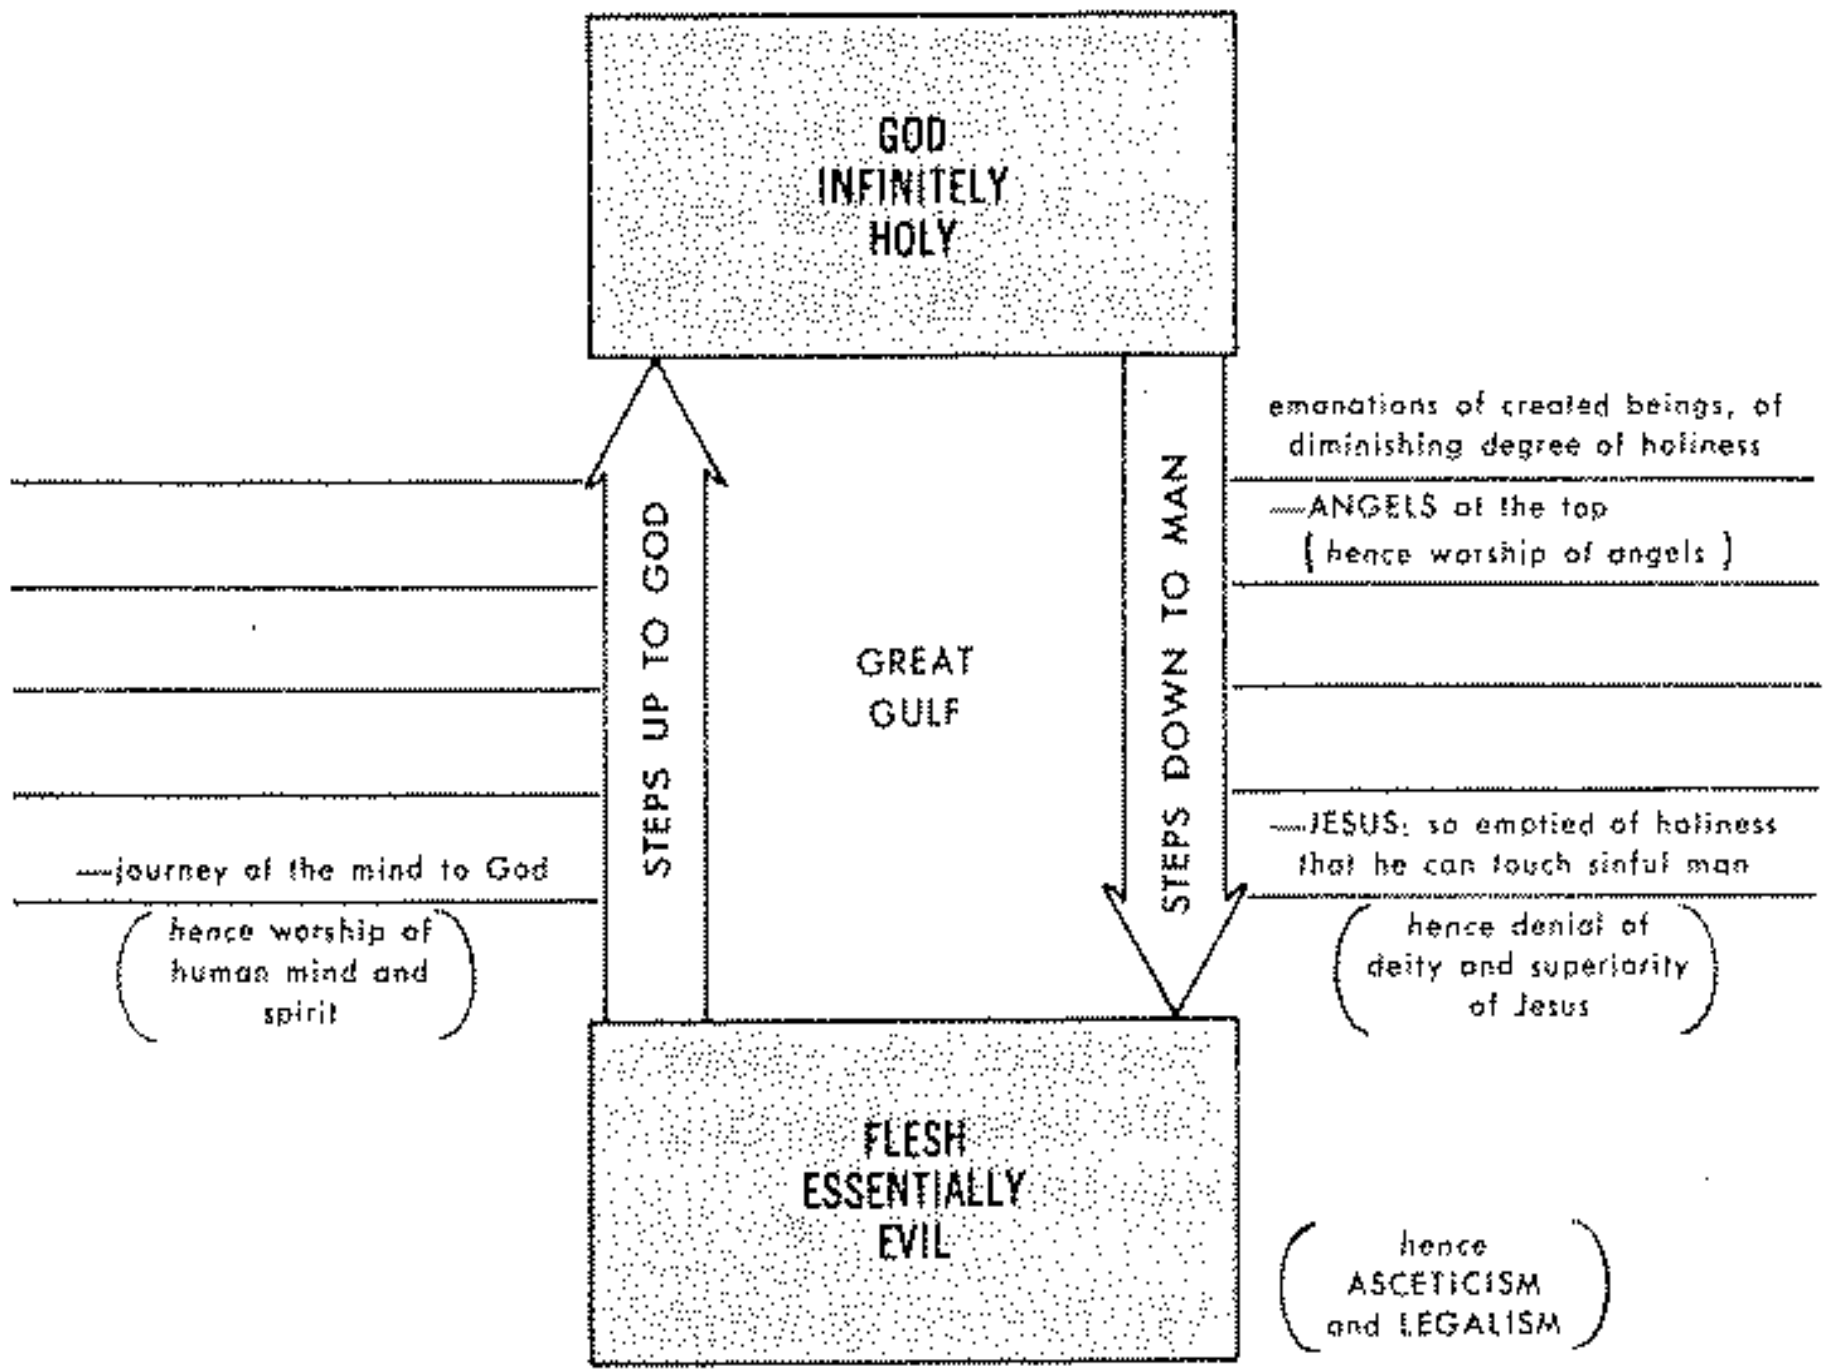 GOD
INFINITELY
HOLY
emanations of created beings, of
diminishing degree of holiness
—ANGELS at the top
( hence worship of angels )
STEPS UP TO GOD
GREAT
GULF
STEPS DOWN TO MAN
—JESUS: so emptied of holiness
that he can touch sinful man
(hence denial of
deity and superiority
of Jesus)
—journey of the mind to God
(hence worship of
human mind and
spirit)
FLESH
ESSENTIALLY
EVIL
(hence
ASCETICISM
and LEGALISM)